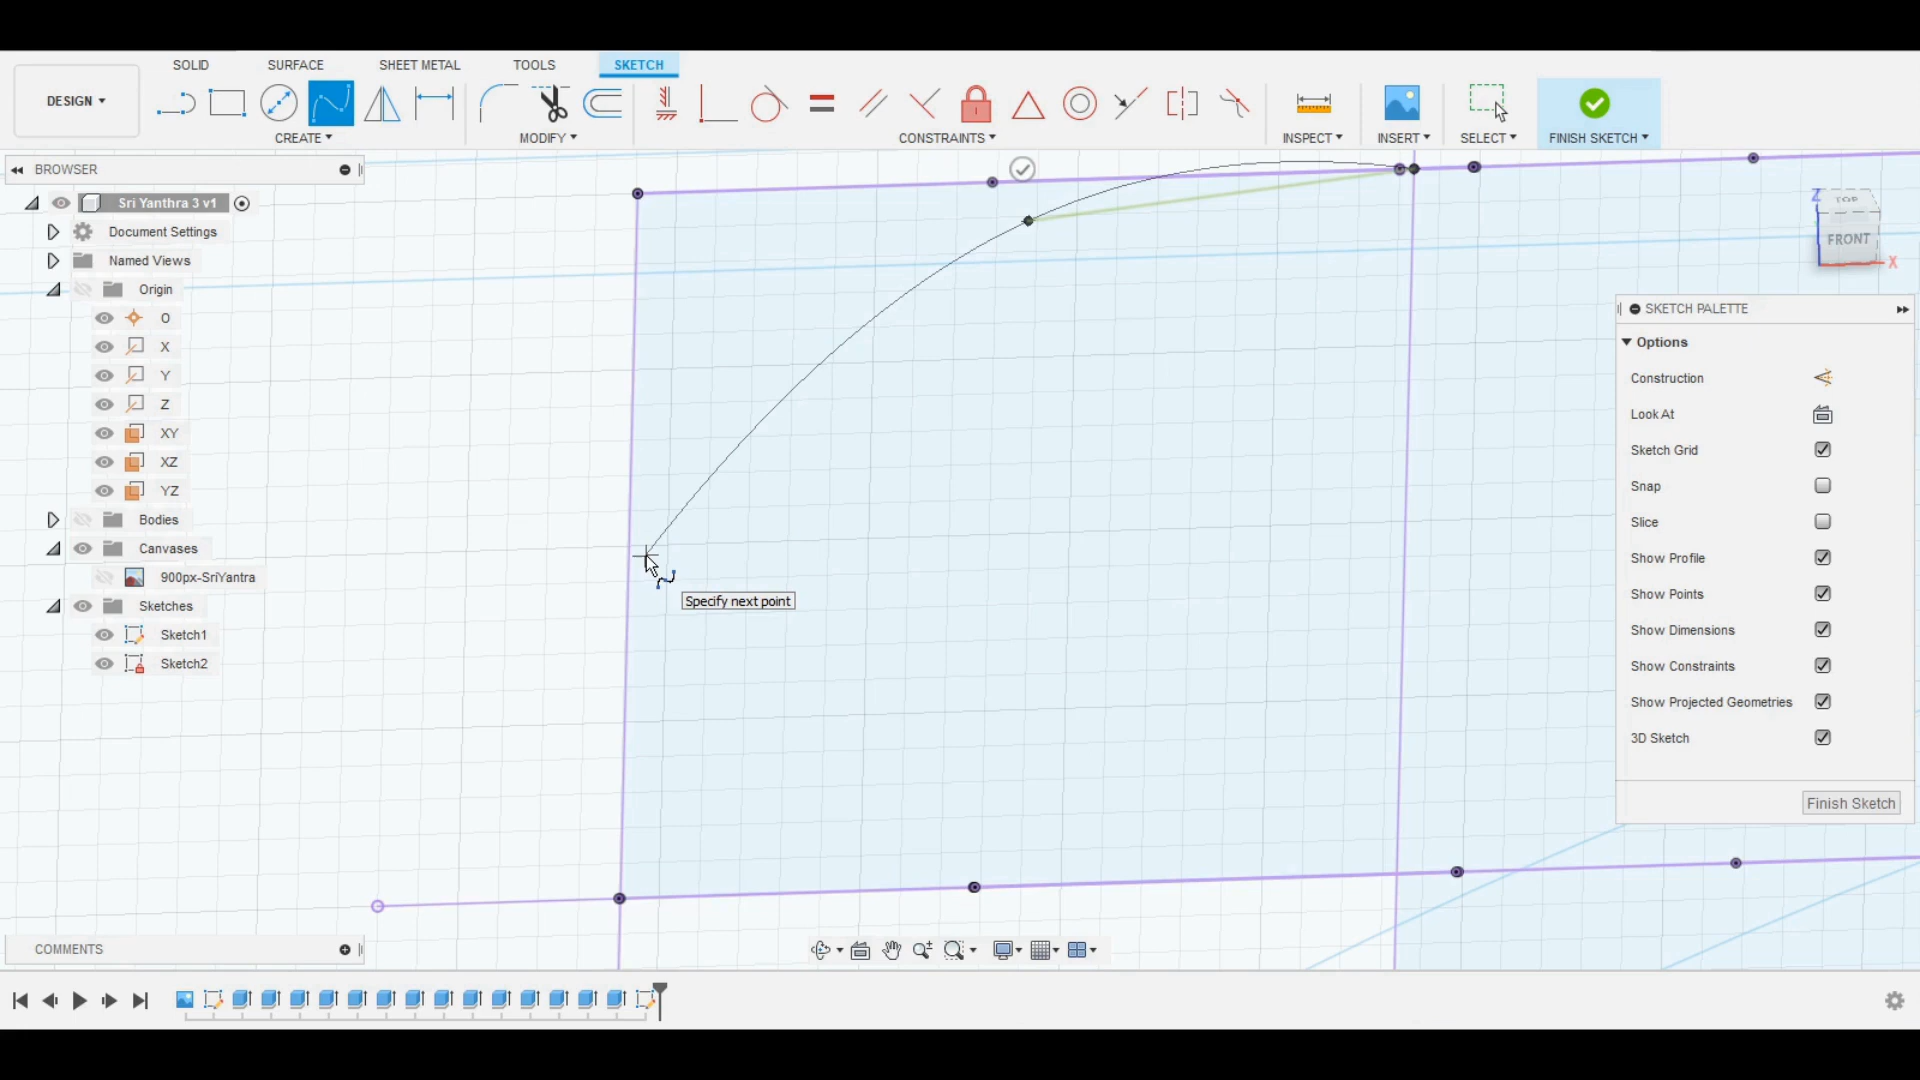 SOLID SURFACE SHEET METAL TOOLS SKETCH
DESIGN
CREATE MODIFY CONSTRAINTS INSPECT INSERT SELECT FINISH SKETCH
BROWSER
Sri Yanthra 3 v1
Document Settings
Named Views
Origin
O
X
Y
Z
XY
XZ
YZ
Bodies
Canvases
900px-SriYantra
Sketches
Sketch1
Sketch2
Specify next point
Z
TOP
FRONT
X
SKETCH PALETTE
Options
Construction
Look At
Sketch Grid
Snap
Slice
Show Profile
Show Points
Show Dimensions
Show Constraints
Show Projected Geometries
3D Sketch
Finish Sketch
COMMENTS